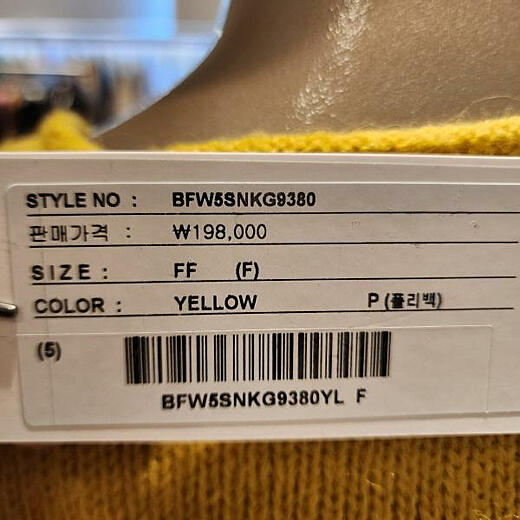 STYLE NO : BFW5SNKG9380
판매가격 : ₩198,000
SIZE : FF (F)
COLOR : YELLOW P (폴리백)
(5)
BFW5SNKG9380YL F